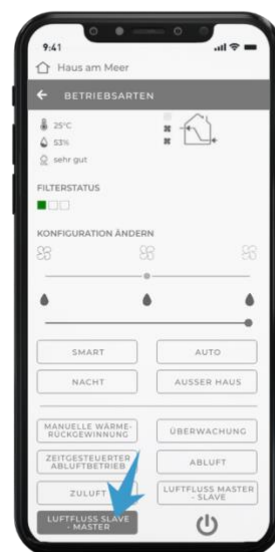 9:41
Haus am Meer
BETRIEBSARTEN
25°C
53%
sehr gut
FILTERSTATUS
KONFIGURATION ÄNDERN
SMART
AUTO
NACHT
AUSSER HAUS
MANUELLE WÄRME-
RÜCKGEWINNUNG
ÜBERWACHUNG
ZEITGESTEUERTER
ABLUFTBETRIEB
ABLUFT
ZULUFT
LUFTFLUSS MASTER
- SLAVE
LUFTFLUSS SLAVE
- MASTER